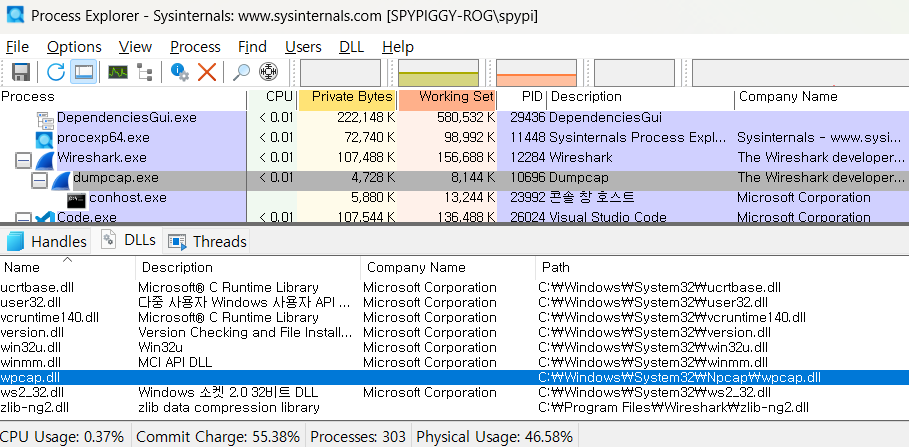 Process Explorer - Sysinternals: www.sysinternals.com [SPYPIGGY-ROG\spypi]
File Options View Process Find Users DLL Help
Process CPU Private Bytes Working Set PID Description Company Name
DependenciesGui.exe < 0.01 222,148 K 580,532 K 29436 DependenciesGui
procexp64.exe < 0.01 72,740 K 98,992 K 11448 Sysinternals Process Expl... Sysinternals - www.sysi...
Wireshark.exe < 0.01 107,488 K 156,688 K 12284 Wireshark The Wireshark developer...
dumpcap.exe < 0.01 4,728 K 8,144 K 10696 Dumpcap The Wireshark developer...
conhost.exe 5,880 K 13,244 K 23992 콘솔 창 호스트 Microsoft Corporation
Code.exe < 0.01 107,544 K 136,488 K 26024 Visual Studio Code Microsoft Corporation
Handles DLLs Threads
Name Description Company Name Path
ucrtbase.dll Microsoft® C Runtime Library Microsoft Corporation C:₩Windows₩System32₩ucrtbase.dll
user32.dll 다중 사용자 Windows 사용자 API ... Microsoft Corporation C:₩Windows₩System32₩user32.dll
vcruntime140.dll Microsoft® C Runtime Library Microsoft Corporation C:₩Windows₩System32₩vcruntime140.dll
version.dll Version Checking and File Install... Microsoft Corporation C:₩Windows₩System32₩version.dll
win32u.dll Win32u Microsoft Corporation C:₩Windows₩System32₩win32u.dll
winmm.dll MCI API DLL Microsoft Corporation C:₩Windows₩System32₩winmm.dll
wpcap.dll C:₩Windows₩System32₩Npcap₩wpcap.dll
ws2_32.dll Windows 소켓 2.0 32비트 DLL Microsoft Corporation C:₩Windows₩System32₩ws2_32.dll
zlib-ng2.dll zlib data compression library C:₩Program Files₩Wireshark₩zlib-ng2.dll
CPU Usage: 0.37% Commit Charge: 55.38% Processes: 303 Physical Usage: 46.58%